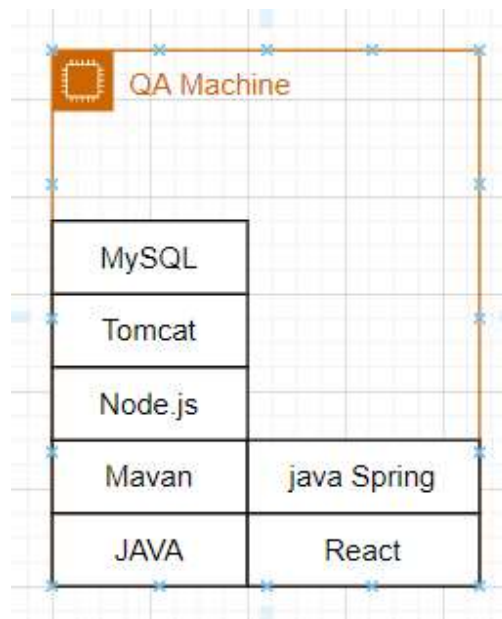 QA Machine
MySQL
Tomcat
Node.js
Mavan
java Spring
JAVA
React